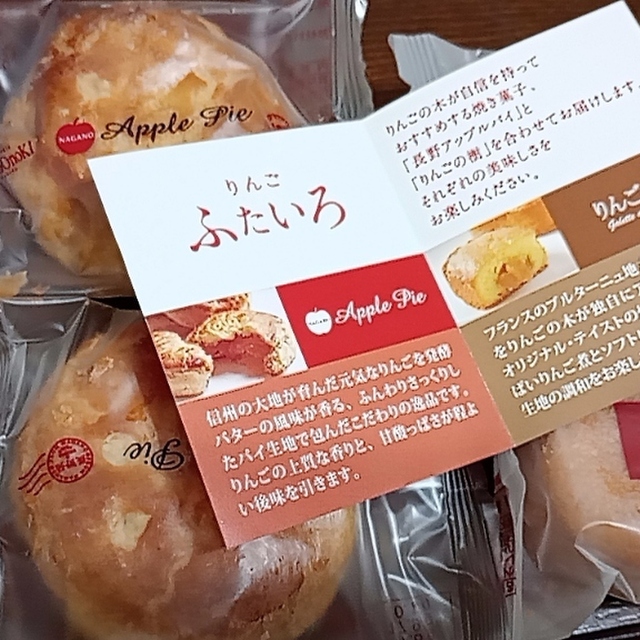 NAGANO Apple Pie
りんご
ふたいろ
りんごの木が自信を持って
おすすめする焼き菓子、
「長野アップルパイ」と
「りんごの樹」を合わせてお届けします。
それぞれの美味しさを
お楽しみください。
NAGANO Apple Pie
信州の大地が育んだ元気なりんごを発酵
バターの風味が香る、ふんわりさっくりし
たパイ生地で包んだこだわりの逸品です。
りんごの上質な香りと、甘酸っぱさが程よ
い後味を引きます。
りんご
Galette
フランスのブルターニュ地
をりんごの木が独自に
オリジナル・テイストの
ぱいりんご煮とソフト
生地の調和をお楽し
Pie